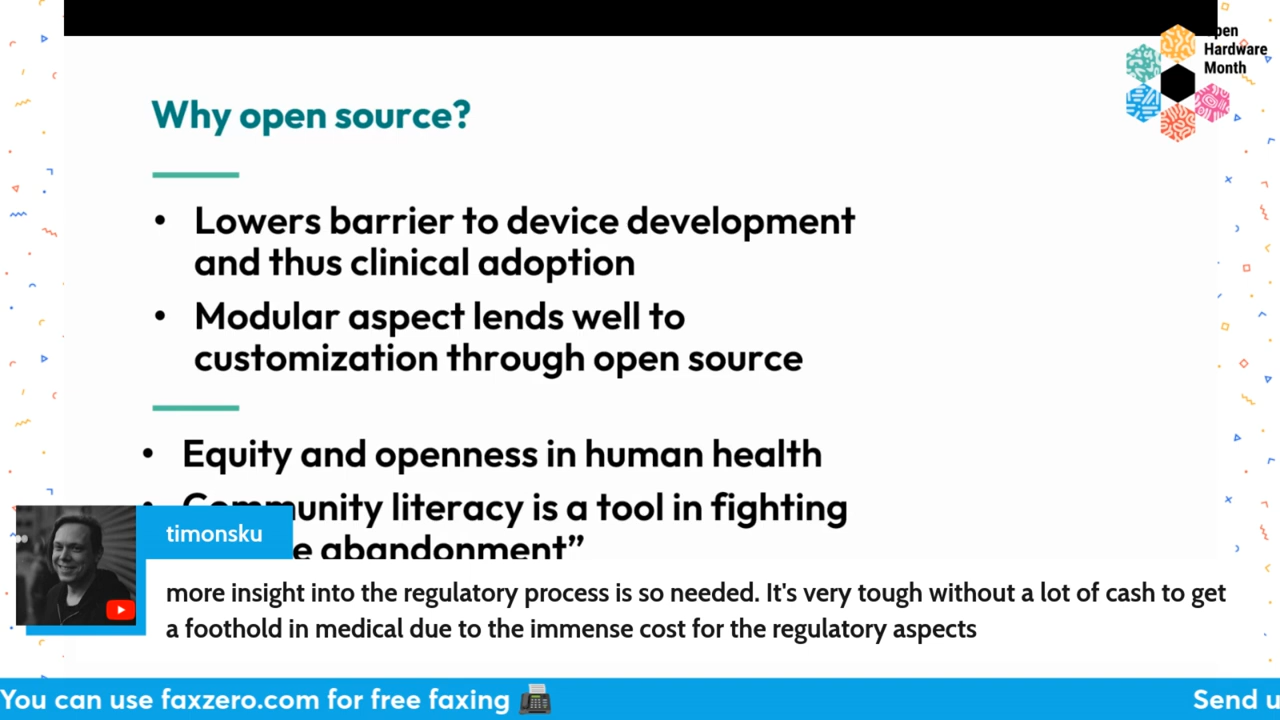 Open
Hardware
Month
Why open source?
• Lowers barrier to device development
and thus clinical adoption
• Modular aspect lends well to
customization through open source
• Equity and openness in human health
• Community literacy is a tool in fighting
e abandonment”
timonsku
more insight into the regulatory process is so needed. It's very tough without a lot of cash to get
a foothold in medical due to the immense cost for the regulatory aspects
You can use faxzero.com for free faxing 📠
Send u